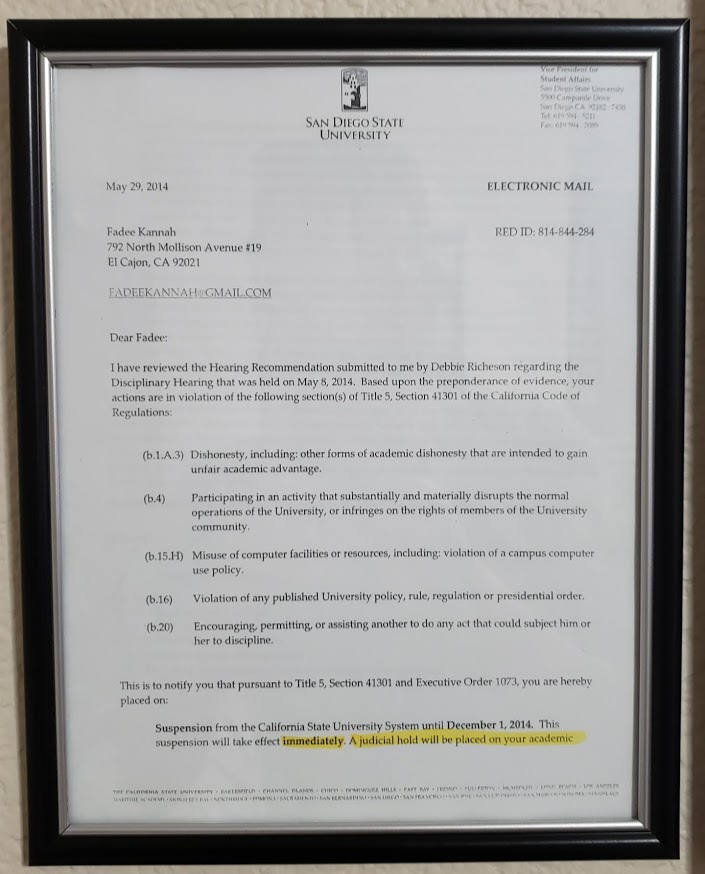 Vice President for
Student Affairs
San Diego State University
5500 Campanile Drive
San Diego CA 92182 · 7430
Tel: 619 594 · 5211
Fax: 619 594 · 7089
SAN DIEGO STATE
UNIVERSITY
May 29, 2014
ELECTRONIC MAIL
Fadee Kannah
RED ID: 814-844-284
792 North Mollison Avenue #19
El Cajon, CA 92021
FADEEKANNAH@GMAIL.COM
Dear Fadee:
I have reviewed the Hearing Recommendation submitted to me by Debbie Richeson regarding the
Disciplinary Hearing that was held on May 8, 2014. Based upon the preponderance of evidence, your
actions are in violation of the following section(s) of Title 5, Section 41301 of the California Code of
Regulations:
(b.1.A.3) Dishonesty, including: other forms of academic dishonesty that are intended to gain
unfair academic advantage.
(b.4) Participating in an activity that substantially and materially disrupts the normal
operations of the University, or infringes on the rights of members of the University
community.
(b.15.H) Misuse of computer facilities or resources, including: violation of a campus computer
use policy.
(b.16) Violation of any published University policy, rule, regulation or presidential order.
(b.20) Encouraging, permitting, or assisting another to do any act that could subject him or
her to discipline.
This is to notify you that pursuant to Title 5, Section 41301 and Executive Order 1073, you are hereby
placed on:
Suspension from the California State University System until December 1, 2014. This
suspension will take effect immediately. A judicial hold will be placed on your academic
THE CALIFORNIA STATE UNIVERSITY · BAKERSFIELD · CHANNEL ISLANDS · CHICO · DOMINGUEZ HILLS · EAST BAY · FRESNO · FULLERTON · HUMBOLDT · LONG BEACH · LOS ANGELES
MARITIME ACADEMY · MONTEREY BAY · NORTHRIDGE · POMONA · SACRAMENTO · SAN BERNARDINO · SAN DIEGO · SAN FRANCISCO · SAN JOSE